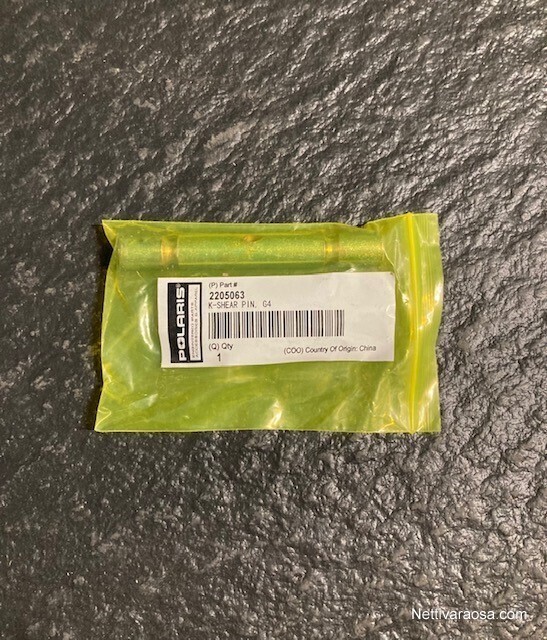 (P) Part #
2205063
K-SHEAR PIN, G4
POLARIS®
(Q) Qty
1
(COO) Country Of Origin: China
Nettivaraosa.com